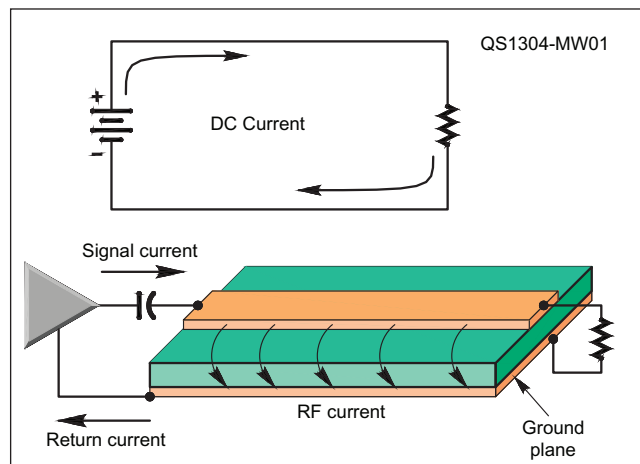 QS1304-MW01
+
–
DC Current
Signal current
RF current
Return current
Ground
plane